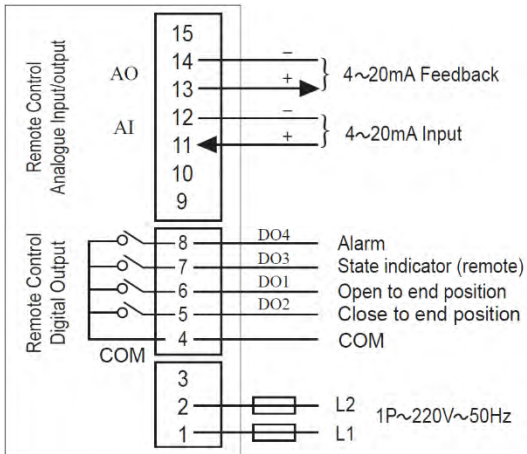 Remote Control
Analogue Input/output
AO
AI
15
14
13
12
11
10
9
−
+
4～20mA Feedback
−
+
4～20mA Input
Remote Control
Digital Output
COM
8 DO4 Alarm
7 DO3 State indicator (remote)
6 DO1 Open to end position
5 DO2 Close to end position
4 COM
3
2 L2
1 L1
1P～220V～50Hz